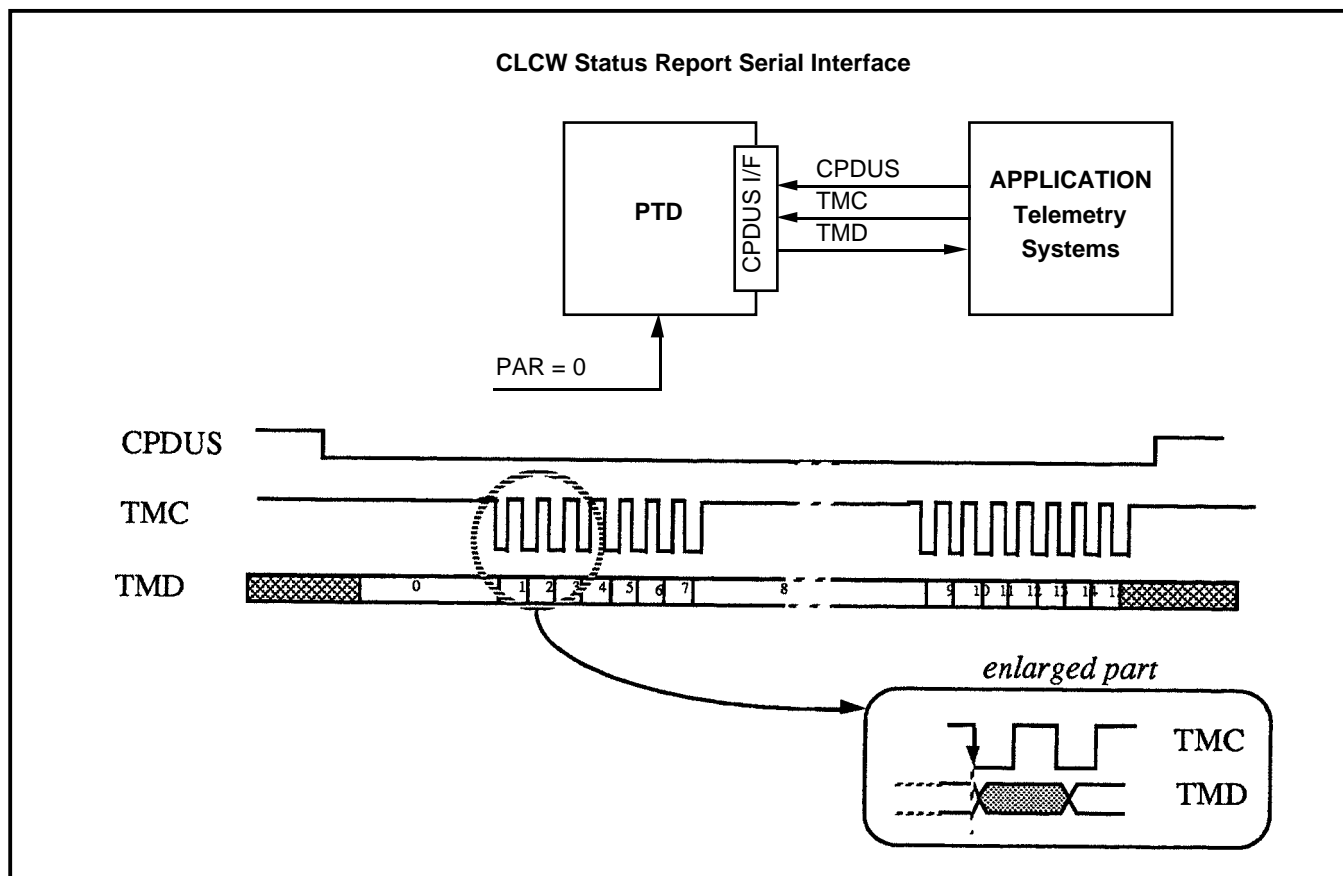 CLCW Status Report Serial Interface
PTD
CPDUS I/F
CPDUS
TMC
TMD
APPLICATION
Telemetry
Systems
PAR = 0
CPDUS
TMC
TMD
0 1 2 3 4 5 6 7 8 9 10 11 12 13 14
enlarged part
TMC
TMD